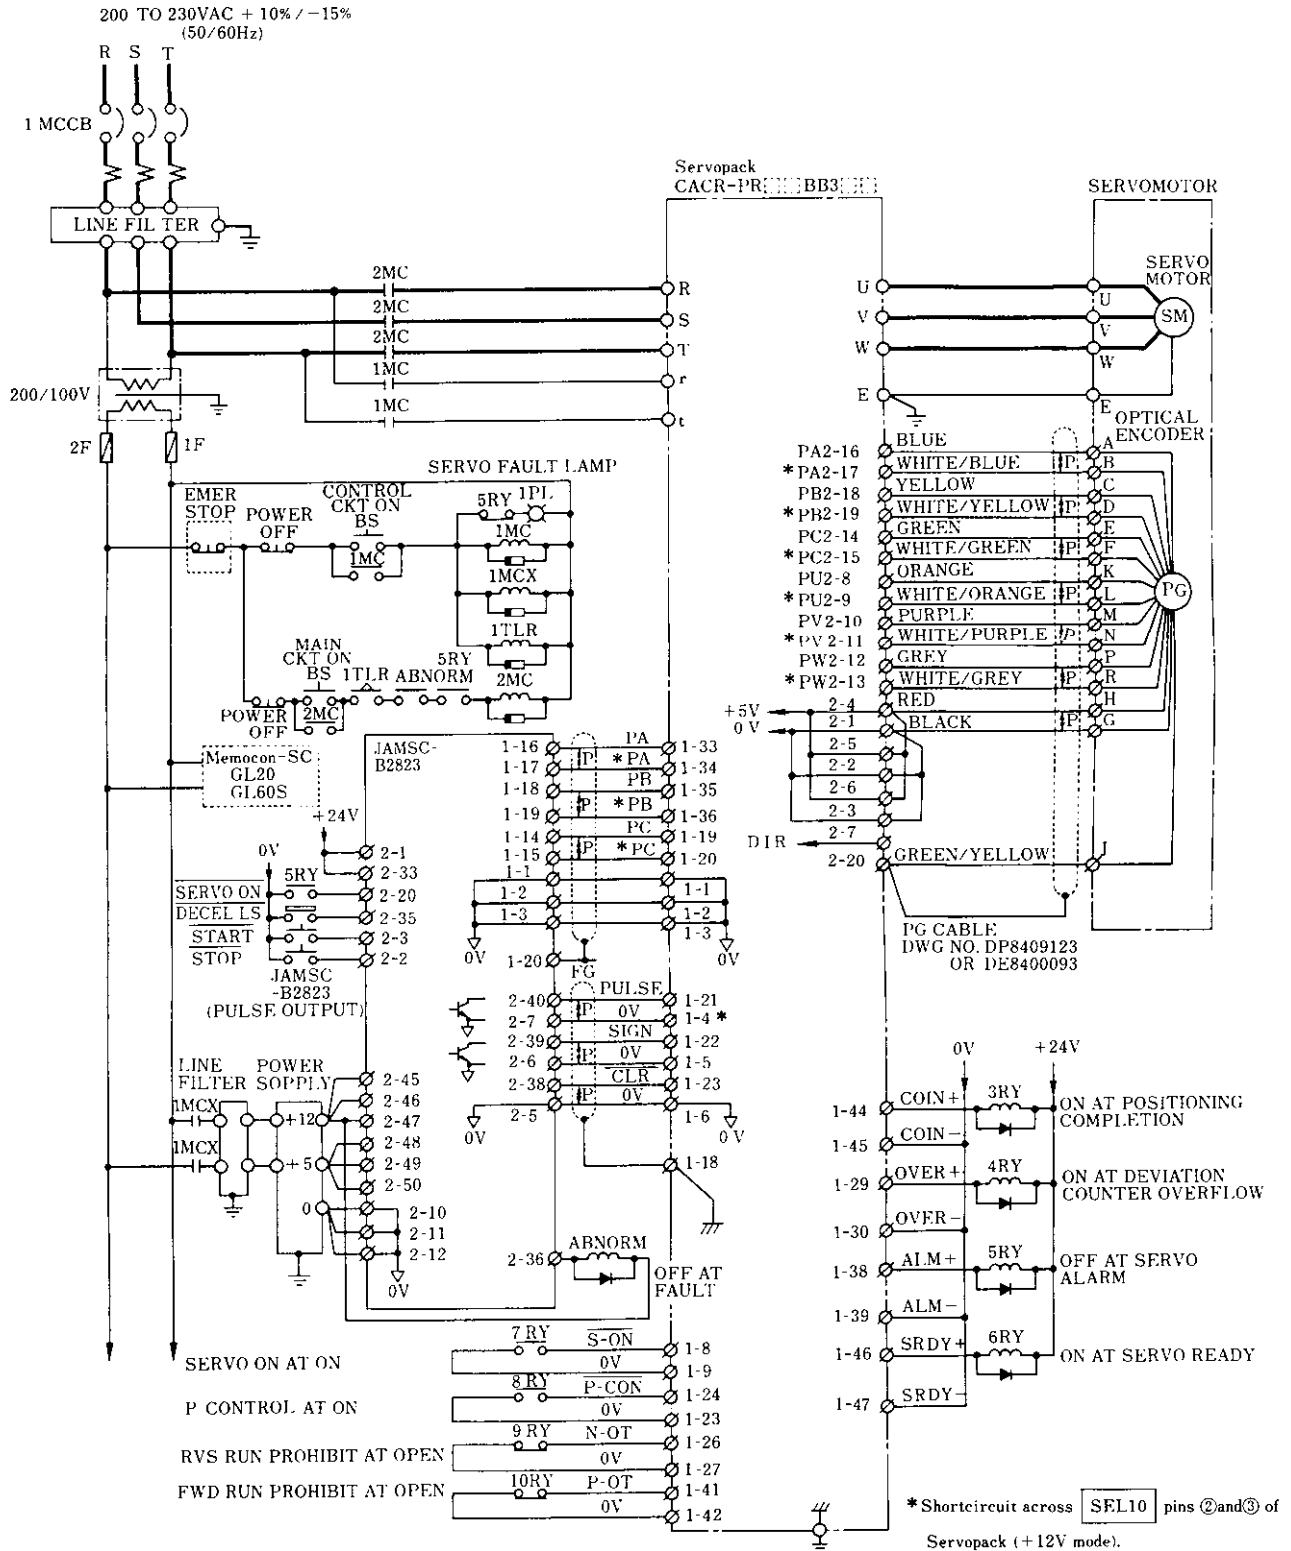 200 TO 230VAC + 10% / −15%
(50/60Hz)
R S T
1 MCCB
LINE FIL TER
Servopack
CACR-PR BB3
SERVOMOTOR
2MC
R
2MC
S
2MC
T
1MC
r
1MC
t
U
V
W
E
SERVO
MOTOR
SM
U
V
W
E
200/100V
2F
1F
OPTICAL
ENCODER
PG
PA2-16 BLUE P A
*PA2-17 WHITE/BLUE B
PB2-18 YELLOW C
*PB2-19 WHITE/YELLOW P D
PC2-14 GREEN E
*PC2-15 WHITE/GREEN P F
PU2-8 ORANGE K
*PU2-9 WHITE/ORANGE P L
PV2-10 PURPLE M
*PV2-11 WHITE/PURPLE P N
PW2-12 GREY P
*PW2-13 WHITE/GREY P R
+5V 2-4 RED H
0V 2-1 BLACK P G
2-5
2-2
2-6
2-3
DIR 2-7
2-20 GREEN/YELLOW J
PG CABLE
DWG NO. DP8409123
OR DE8400093
SERVO FAULT LAMP
EMER
STOP
POWER
OFF
CONTROL
CKT ON
BS
1MC
5RY 1PL
1MC
1MCX
1TLR
MAIN
CKT ON
BS
2MC
POWER
OFF
1TLR ABNORM
5RY
2MC
Memocon-SC
GL20
GL60S
+24V
0V
JAMSC-
B2823
2-1
2-33
SERVO ON 5RY 2-20
DECEL LS 2-35
START 2-3
STOP 2-2
JAMSC
-B2823
(PULSE OUTPUT)
1-16 PA 1-33
1-17 P *PA 1-34
1-18 PB 1-35
1-19 P *PB 1-36
1-14 PC 1-19
1-15 P *PC 1-20
1-1
1-2 1-1
1-3 1-2
1-3
0V
0V
1-20
FG
2-40 PULSE 1-21
2-7 P 0V 1-4 *
2-39 SIGN 1-22
2-6 P 0V 1-5
2-38 CLR 1-23
2-5 P 0V 1-6
0V
0V
1-18
LINE
FILTER
POWER
SUPPLY
1MCX
1MCX
+12
+5
0
2-45
2-46
2-47
2-48
2-49
2-50
2-10
2-11
2-12
0V
2-36 ABNORM
OFF AT
FAULT
0V +24V
1-44 COIN+ 3RY ON AT POSITIONING
COMPLETION
1-45 COIN−
1-29 OVER+ 4RY ON AT DEVIATION
COUNTER OVERFLOW
1-30 OVER−
1-38 ALM+ 5RY OFF AT SERVO
ALARM
1-39 ALM−
1-46 SRDY+ 6RY ON AT SERVO READY
1-47 SRDY−
SERVO ON AT ON 7 RY S-ON 1-8
0V 1-9
P CONTROL AT ON 8 RY P-CON 1-24
0V 1-23
RVS RUN PROHIBIT AT OPEN 9 RY N-OT 1-26
0V 1-27
FWD RUN PROHIBIT AT OPEN 10RY P-OT 1-41
0V 1-42
*Shortcircuit across SEL10 pins ②and③ of
Servopack (+12V mode).